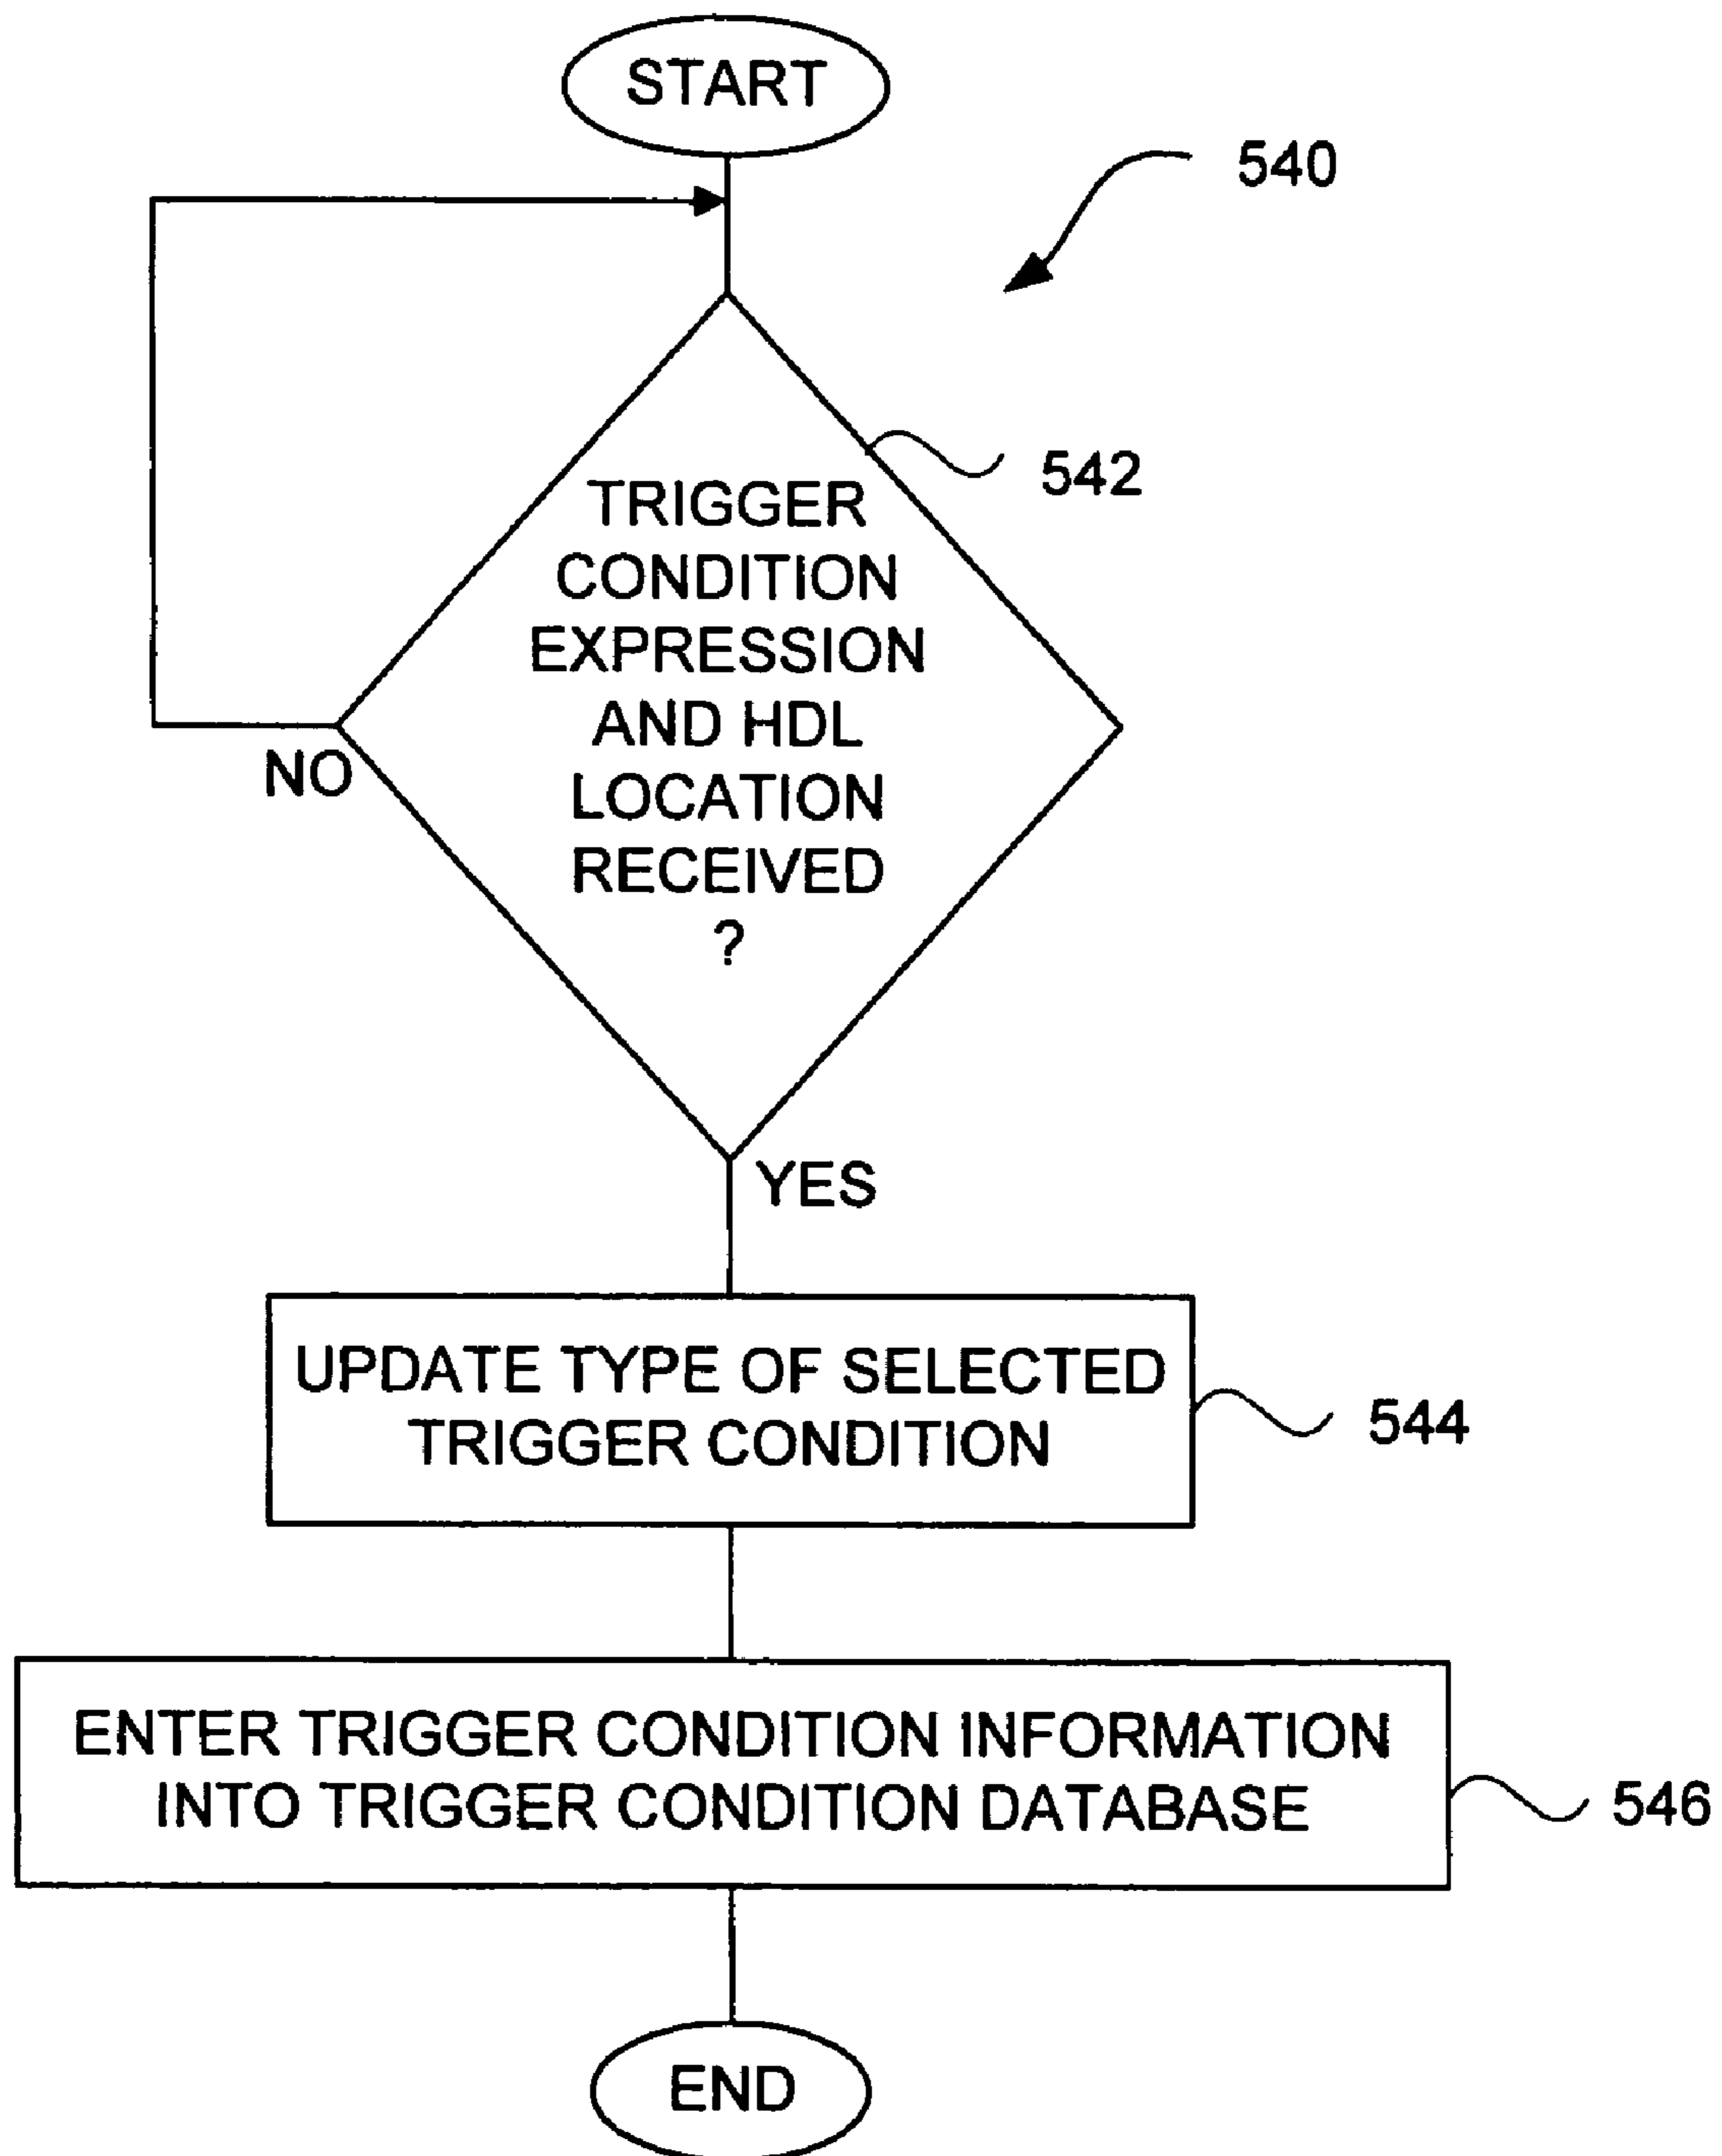 START
540
542
TRIGGER
CONDITION
EXPRESSION
AND HDL
LOCATION
RECEIVED
?
NO
YES
UPDATE TYPE OF SELECTED
TRIGGER CONDITION
544
ENTER TRIGGER CONDITION INFORMATION
INTO TRIGGER CONDITION DATABASE
546
END